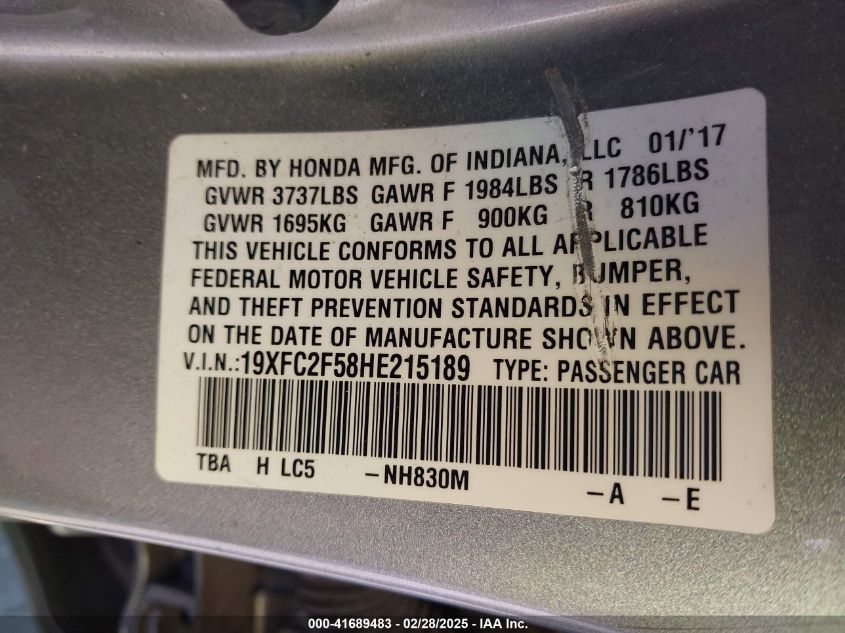 MFD. BY HONDA MFG. OF INDIANA, LLC 01/'17
GVWR 3737LBS GAWR F 1984LBS R 1786LBS
GVWR 1695KG GAWR F 900KG R 810KG
THIS VEHICLE CONFORMS TO ALL APPLICABLE
FEDERAL MOTOR VEHICLE SAFETY, BUMPER,
AND THEFT PREVENTION STANDARDS IN EFFECT
ON THE DATE OF MANUFACTURE SHOWN ABOVE.
V.I.N.:19XFC2F58HE215189 TYPE: PASSENGER CAR
TBA H LC5 -NH830M -A -E
000-41689483 - 02/28/2025 - IAA Inc.